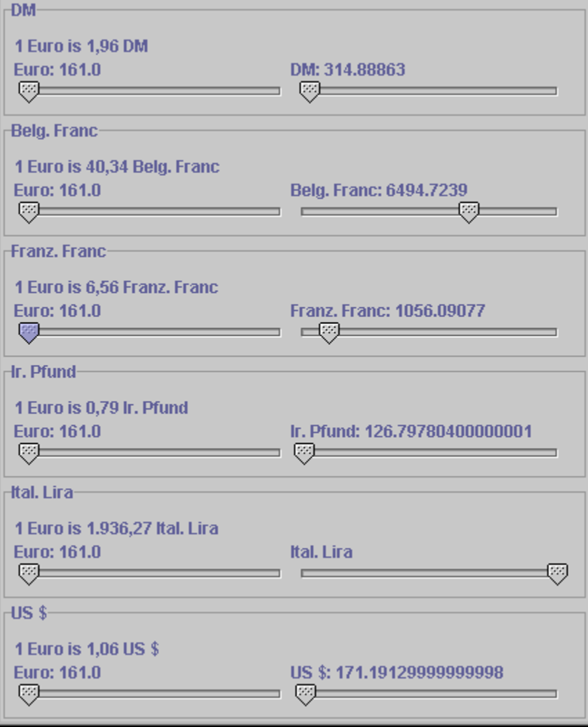 DM
1 Euro is 1,96 DM
Euro: 161.0 DM: 314.88863
Belg. Franc
1 Euro is 40,34 Belg. Franc
Euro: 161.0 Belg. Franc: 6494.7239
Franz. Franc
1 Euro is 6,56 Franz. Franc
Euro: 161.0 Franz. Franc: 1056.09077
Ir. Pfund
1 Euro is 0,79 Ir. Pfund
Euro: 161.0 Ir. Pfund: 126.79780400000001
Ital. Lira
1 Euro is 1.936,27 Ital. Lira
Euro: 161.0 Ital. Lira
US $
1 Euro is 1,06 US $
Euro: 161.0 US $: 171.19129999999998